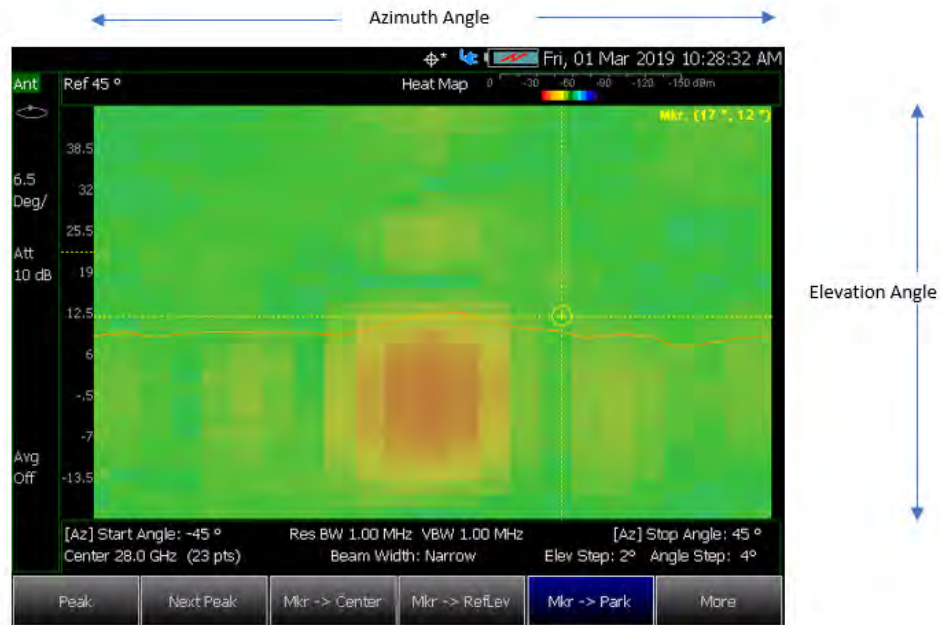 Azimuth Angle
Fri, 01 Mar 2019 10:28:32 AM
Ant Ref 45 º Heat Map 0 -30 -60 -90 -120 -150 dBm
Mkr. (17 º, 12 º)
38.5
6.5
Deg/
32
25.5
Att
10 dB
19
Elevation Angle
12.5
6
-.5
-7
Avg
Off
-13.5
[Az] Start Angle: -45 º Res BW 1.00 MHz VBW 1.00 MHz [Az] Stop Angle: 45 º
Center 28.0 GHz (23 pts) Beam Width: Narrow Elev Step: 2º Angle Step: 4º
Peak Next Peak Mkr -> Center Mkr -> RefLev Mkr -> Park More